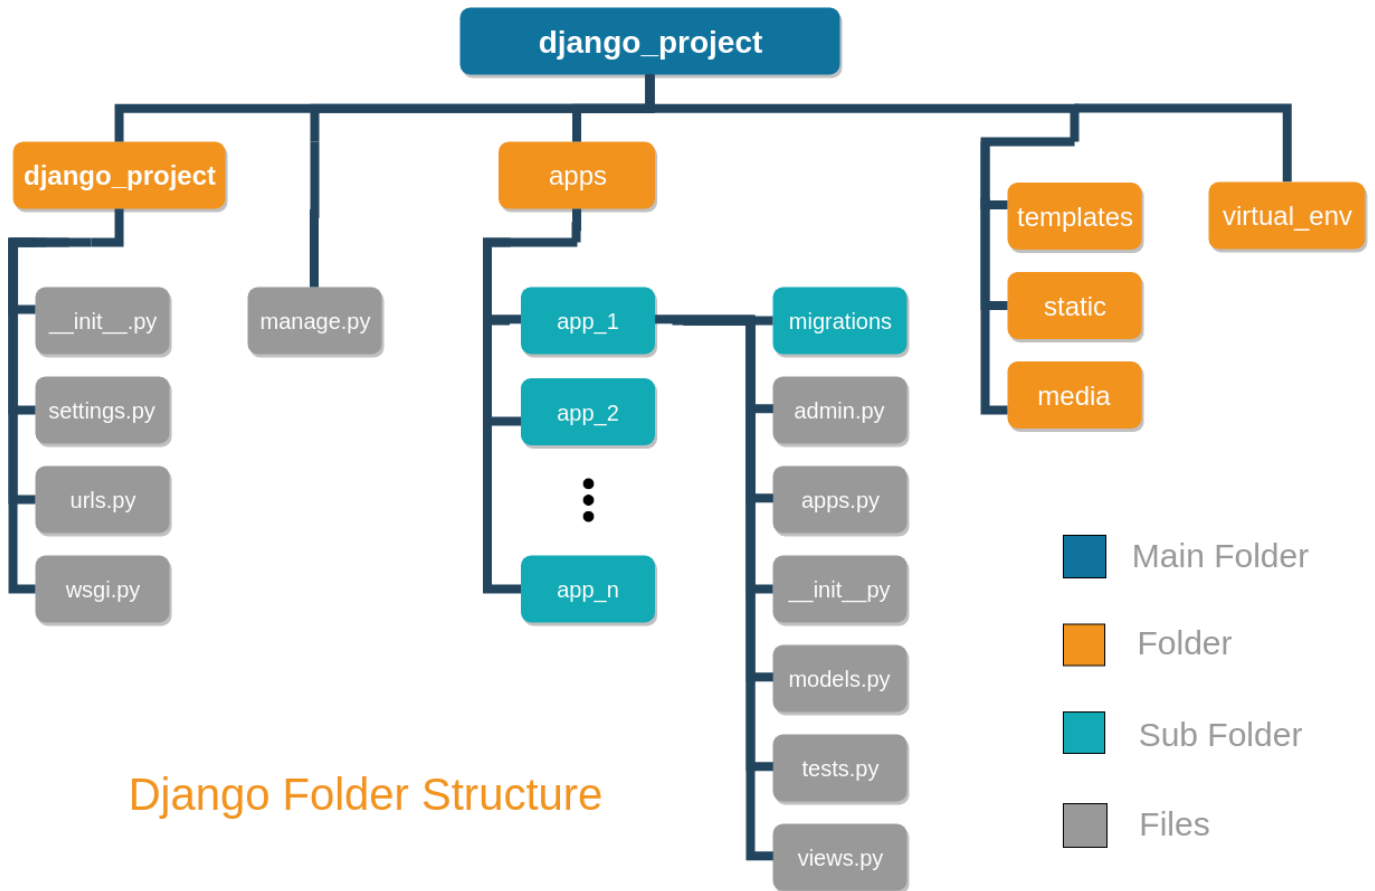 django_project
django_project
apps
templates
virtual_env
static
media
__init__.py
manage.py
app_1
migrations
settings.py
app_2
admin.py
urls.py
apps.py
wsgi.py
app_n
__init__py
models.py
tests.py
views.py
Main Folder
Folder
Sub Folder
Files
Django Folder Structure